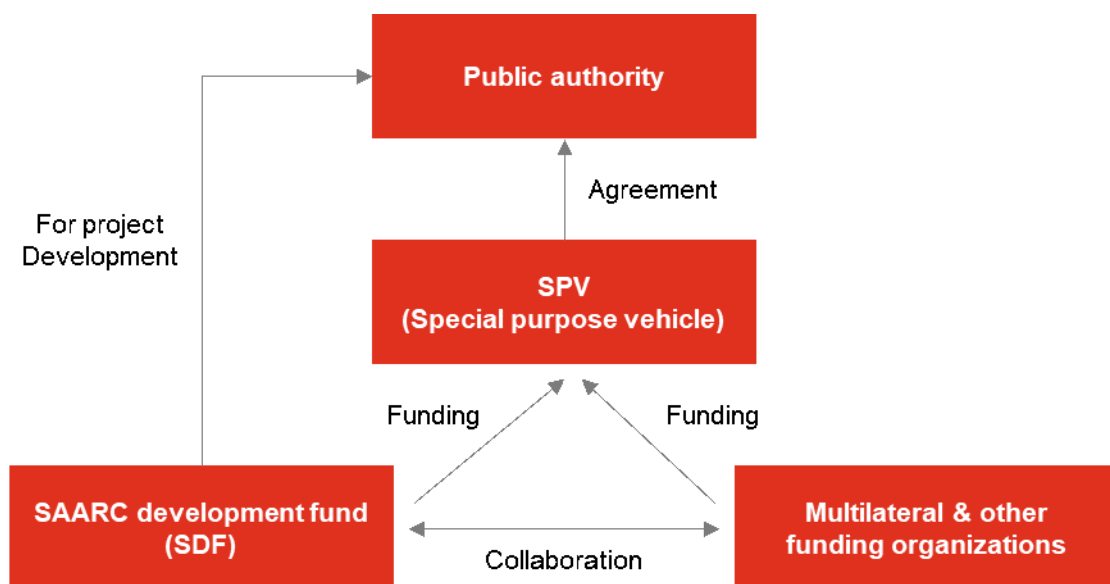 Public authority
Agreement
For project
Development
SPV
(Special purpose vehicle)
Funding
Funding
SAARC development fund
(SDF)
Collaboration
Multilateral & other
funding organizations